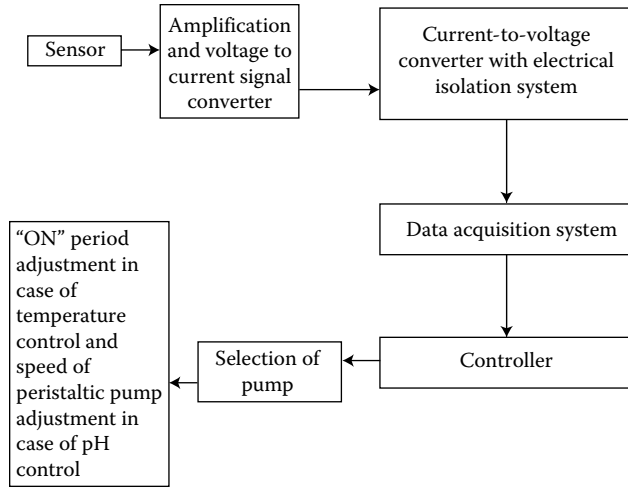 Sensor
Amplification
and voltage to
current signal
converter
Current-to-voltage
converter with electrical
isolation system
Data acquisition system
Controller
Selection of
pump
“ON” period
adjustment in
case of
temperature
control and
speed of
peristaltic pump
adjustment in
case of pH
control